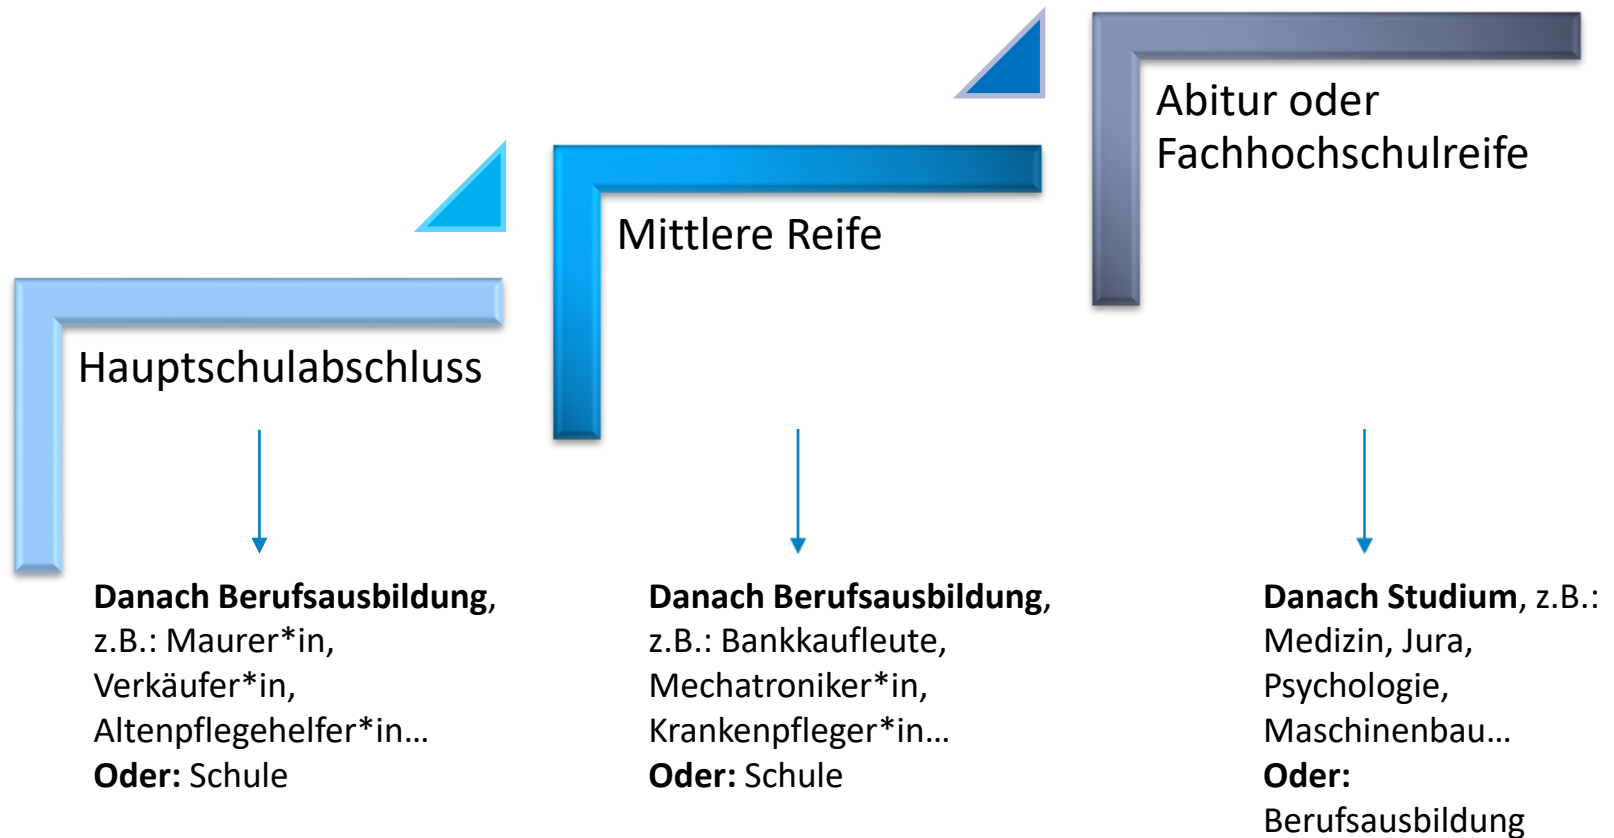 Hauptschulabschluss
Danach Berufsausbildung,
z.B.: Maurer*in,
Verkäufer*in,
Altenpflegehelfer*in…
Oder: Schule
Mittlere Reife
Danach Berufsausbildung,
z.B.: Bankkaufleute,
Mechatroniker*in,
Krankenpfleger*in…
Oder: Schule
Abitur oder
Fachhochschulreife
Danach Studium, z.B.:
Medizin, Jura,
Psychologie,
Maschinenbau…
Oder:
Berufsausbildung